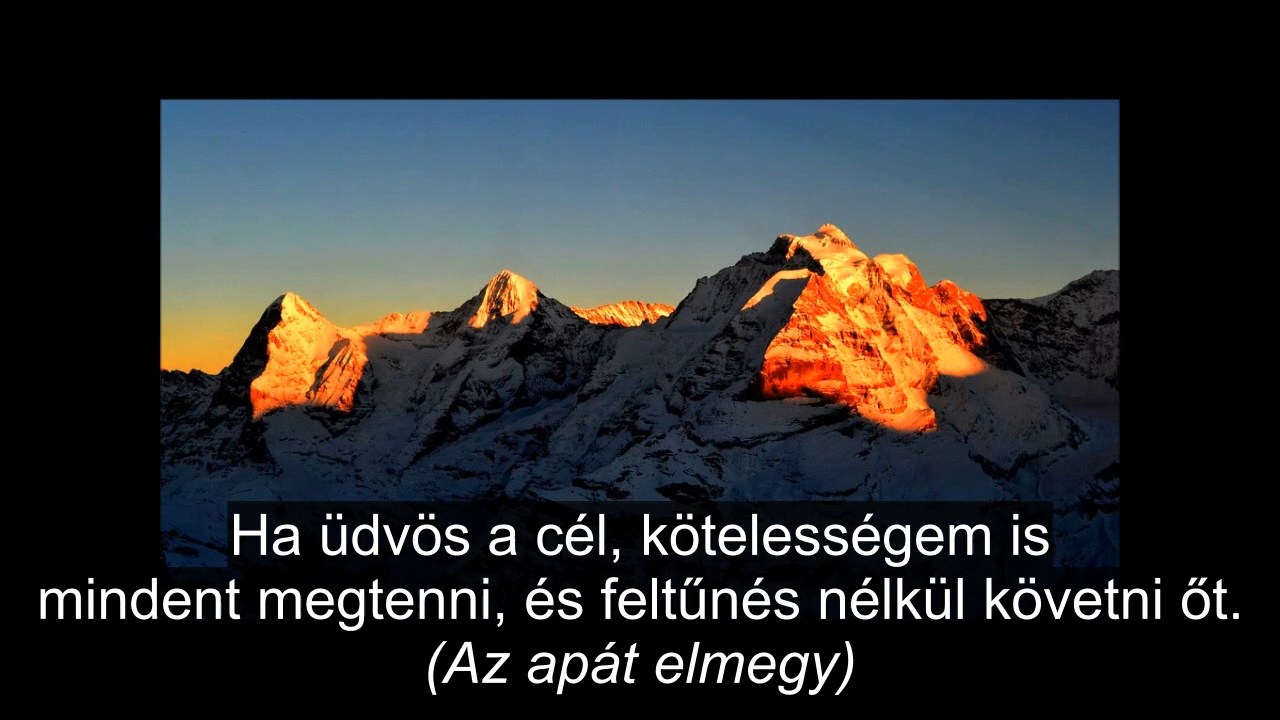 Ha üdvös a cél, kötelességem is
mindent megtenni, és feltűnés nélkül követni őt.
(Az apát elmegy)